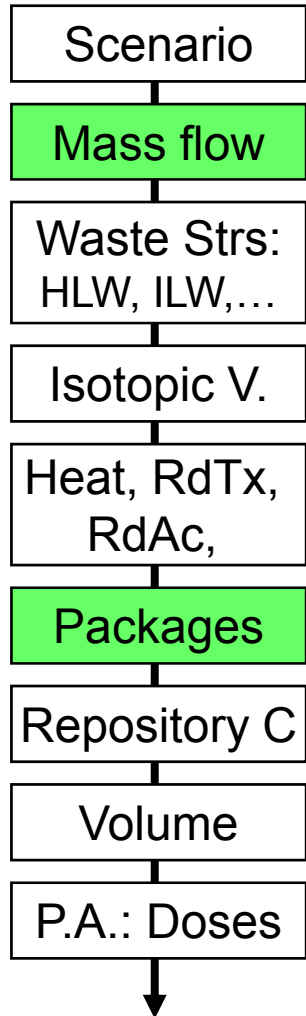 Scenario
Mass flow
Waste Strs:
HLW, ILW,…
Isotopic V.
Heat, RdTx,
RdAc,
Packages
Repository C
Volume
P.A.: Doses